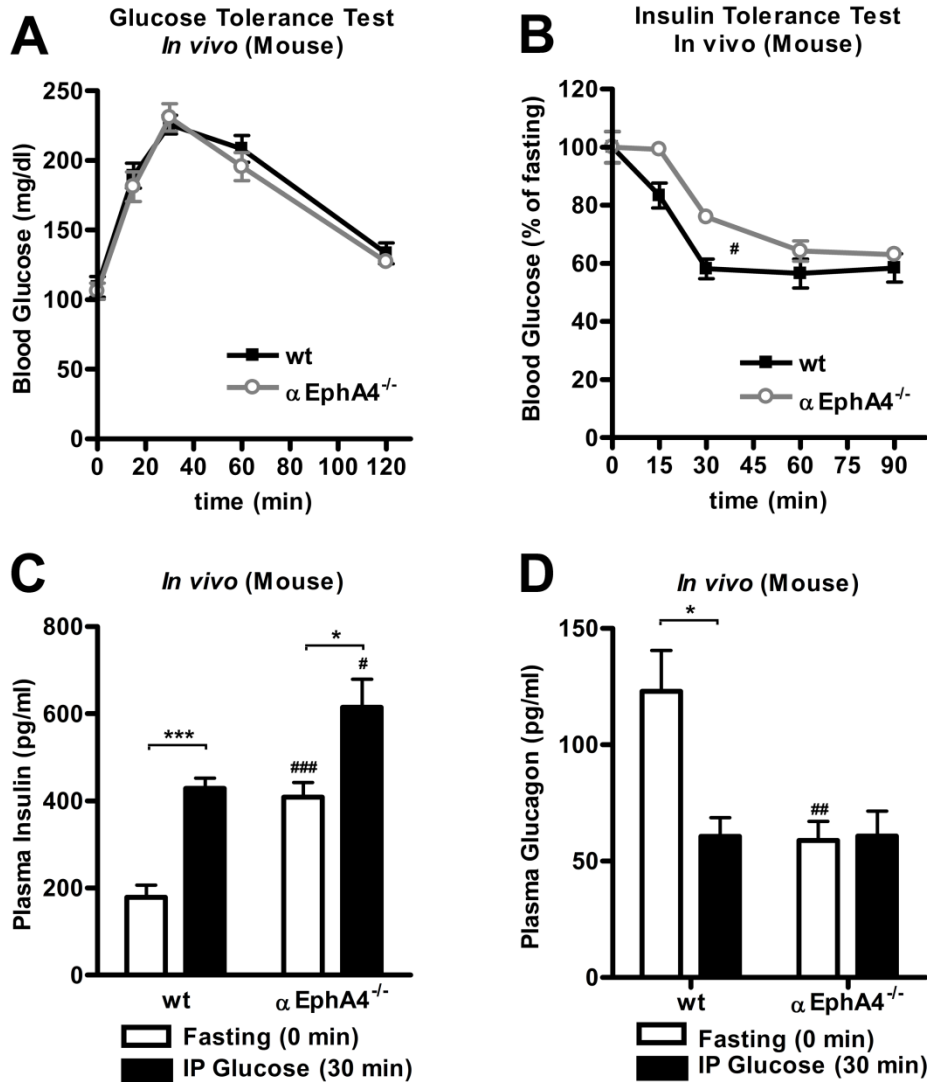 A
Glucose Tolerance Test
In vivo (Mouse)
Blood Glucose (mg/dl)
250
200
150
100
50
0
wt
α EphA4-/-
0 20 40 60 80 100 120
time (min)
B
Insulin Tolerance Test
In vivo (Mouse)
Blood Glucose (% of fasting)
120
100
80
60
40
20
0
#
wt
α EphA4-/-
0 15 30 45 60 75 90
time (min)
C
In vivo (Mouse)
Plasma Insulin (pg/ml)
800
600
400
200
0
***
###
*
#
wt
α EphA4-/-
Fasting (0 min)
IP Glucose (30 min)
D
In vivo (Mouse)
Plasma Glucagon (pg/ml)
150
100
50
0
*
##
wt
α EphA4-/-
Fasting (0 min)
IP Glucose (30 min)